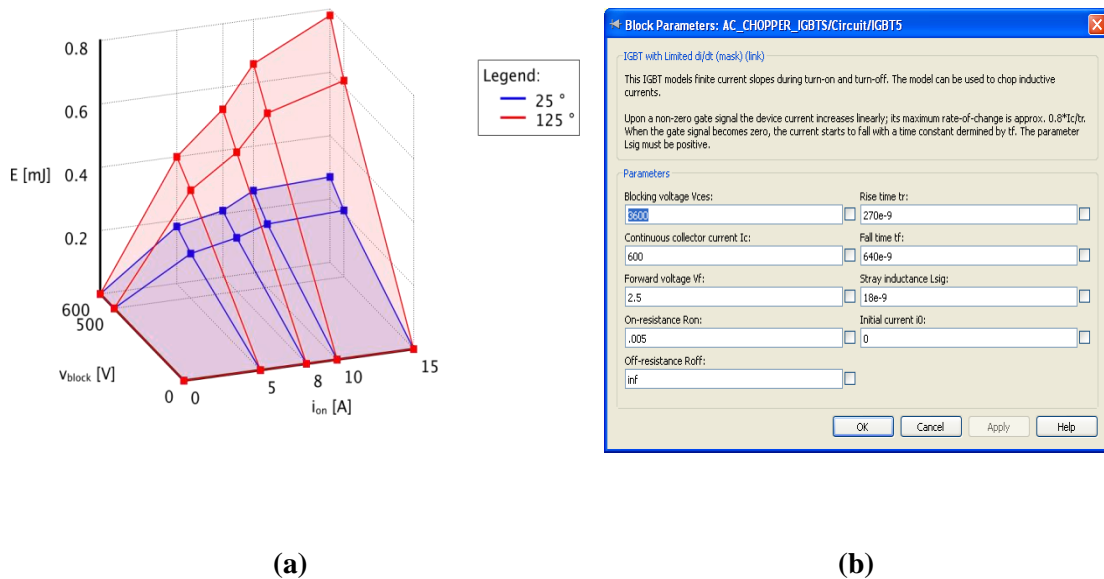 0.8
0.6
0.4
0.2
E [mJ]
600
500
0
v_block [V]
0
5
8
10
15
i_on [A]
Legend:
25 °
125 °
Block Parameters: AC_CHOPPER_IGBTS/Circuit/IGBT5
IGBT with Limited di/dt (mask) (link)
This IGBT models finite current slopes during turn-on and turn-off. The model can be used to chop inductive
currents.
Upon a non-zero gate signal the device current increases linearly; its maximum rate-of-change is approx. 0.8*Ic/tr.
When the gate signal becomes zero, the current starts to fall with a time constant dermined by tf. The parameter
Lsig must be positive.
Parameters
Blocking voltage Vces:
3600
Rise time tr:
270e-9
Continuous collector current Ic:
600
Fall time tf:
640e-9
Forward voltage Vf:
2.5
Stray inductance Lsig:
18e-9
On-resistance Ron:
.005
Initial current i0:
0
Off-resistance Roff:
inf
OK
Cancel
Apply
Help
(a)
(b)